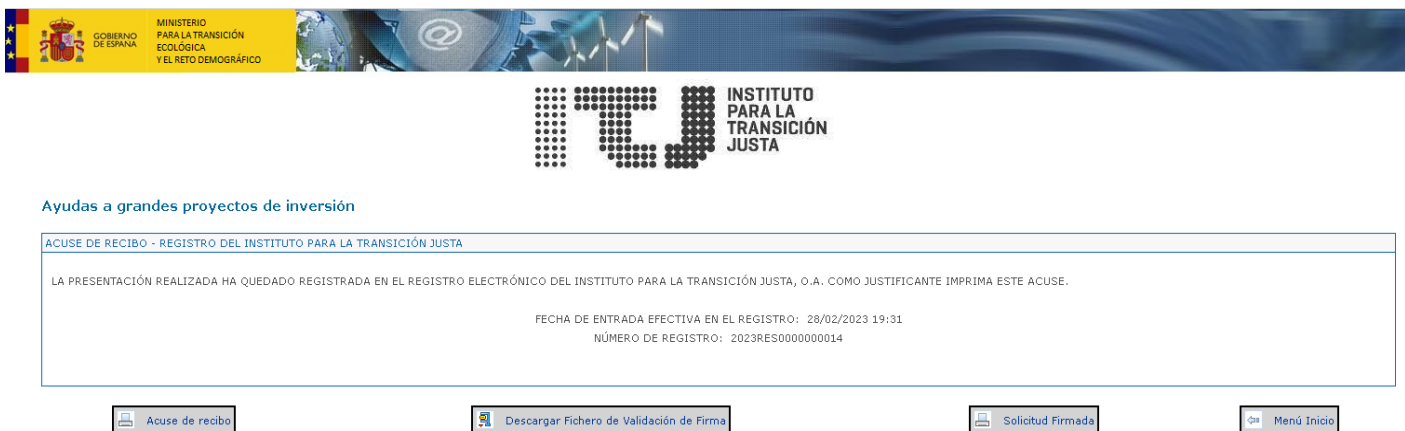 GOBIERNO
DE ESPAÑA
MINISTERIO
PARA LA TRANSICIÓN
ECOLÓGICA
Y EL RETO DEMOGRÁFICO
@
ITJ
INSTITUTO
PARA LA
TRANSICIÓN
JUSTA
Ayudas a grandes proyectos de inversión
ACUSE DE RECIBO - REGISTRO DEL INSTITUTO PARA LA TRANSICIÓN JUSTA
LA PRESENTACIÓN REALIZADA HA QUEDADO REGISTRADA EN EL REGISTRO ELECTRÓNICO DEL INSTITUTO PARA LA TRANSICIÓN JUSTA, O.A. COMO JUSTIFICANTE IMPRIMA ESTE ACUSE.
FECHA DE ENTRADA EFECTIVA EN EL REGISTRO: 28/02/2023 19:31
NÚMERO DE REGISTRO: 2023RES0000000014
Acuse de recibo
Descargar Fichero de Validación de Firma
Solicitud Firmada
Menú Inicio